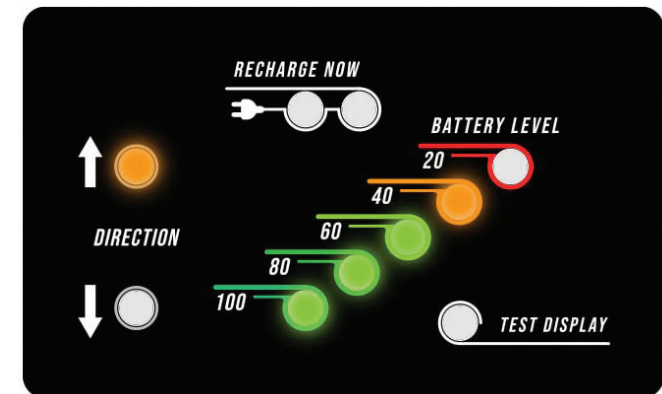 RECHARGE NOW
BATTERY LEVEL
20
40
DIRECTION
60
80
100
TEST DISPLAY